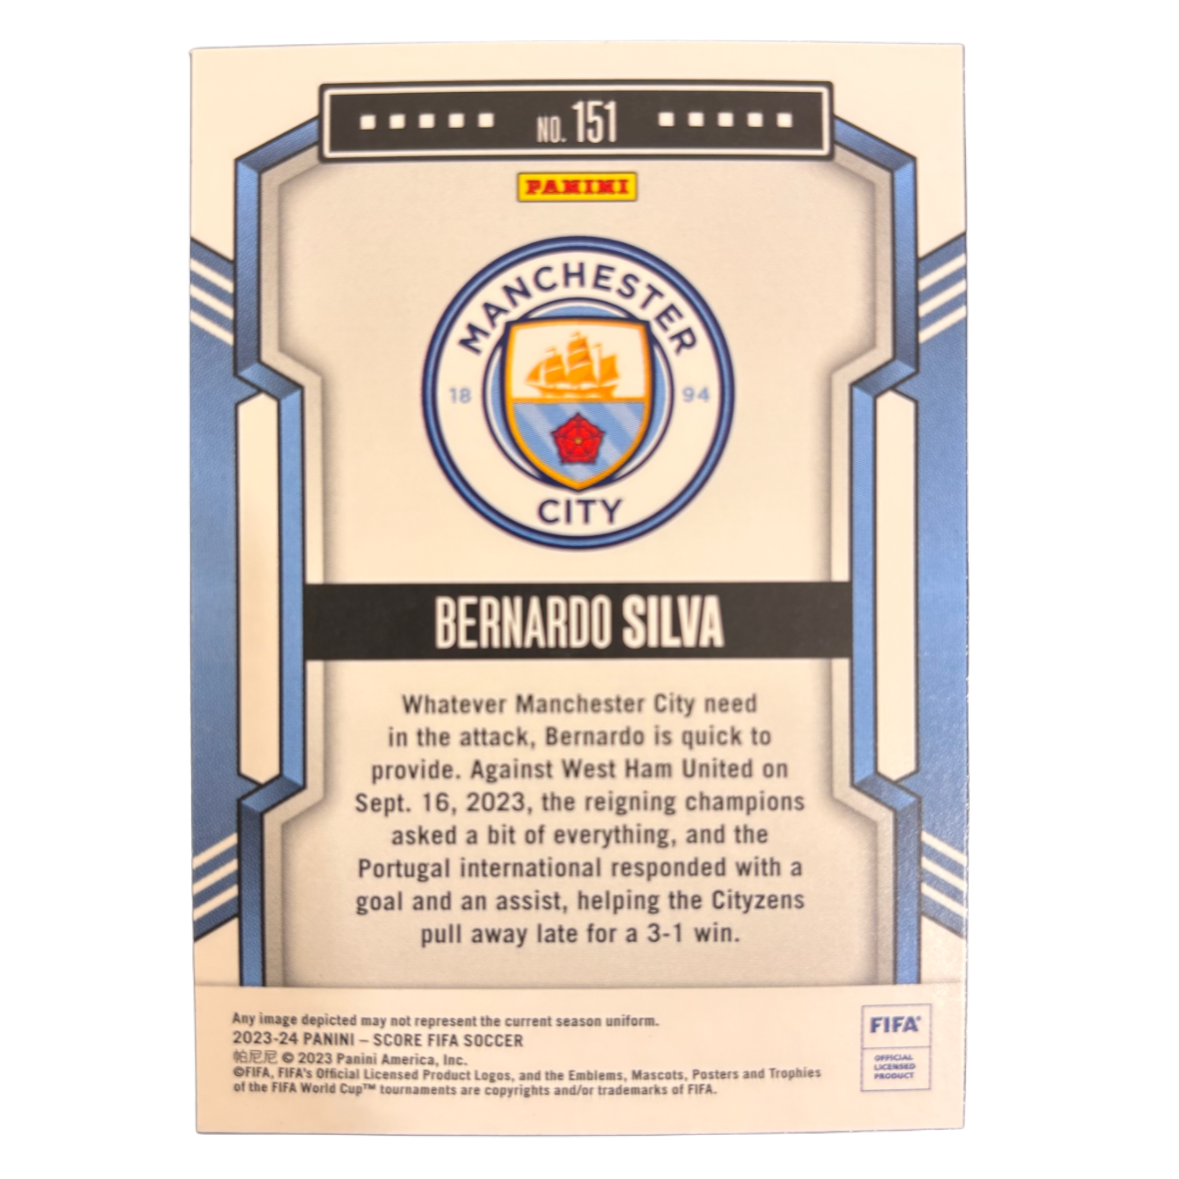 NO. 151
PANINI
MANCHESTER
18 94
CITY
BERNARDO SILVA
Whatever Manchester City need
in the attack, Bernardo is quick to
provide. Against West Ham United on
Sept. 16, 2023, the reigning champions
asked a bit of everything, and the
Portugal international responded with a
goal and an assist, helping the Cityzens
pull away late for a 3-1 win.
Any image depicted may not represent the current season uniform.
2023-24 PANINI – SCORE FIFA SOCCER
帕尼尼 © 2023 Panini America, Inc.
©FIFA, FIFA's Official Licensed Product Logos, and the Emblems, Mascots, Posters and Trophies
of the FIFA World Cup™ tournaments are copyrights and/or trademarks of FIFA.
FIFA®
OFFICIAL
LICENSED
PRODUCT